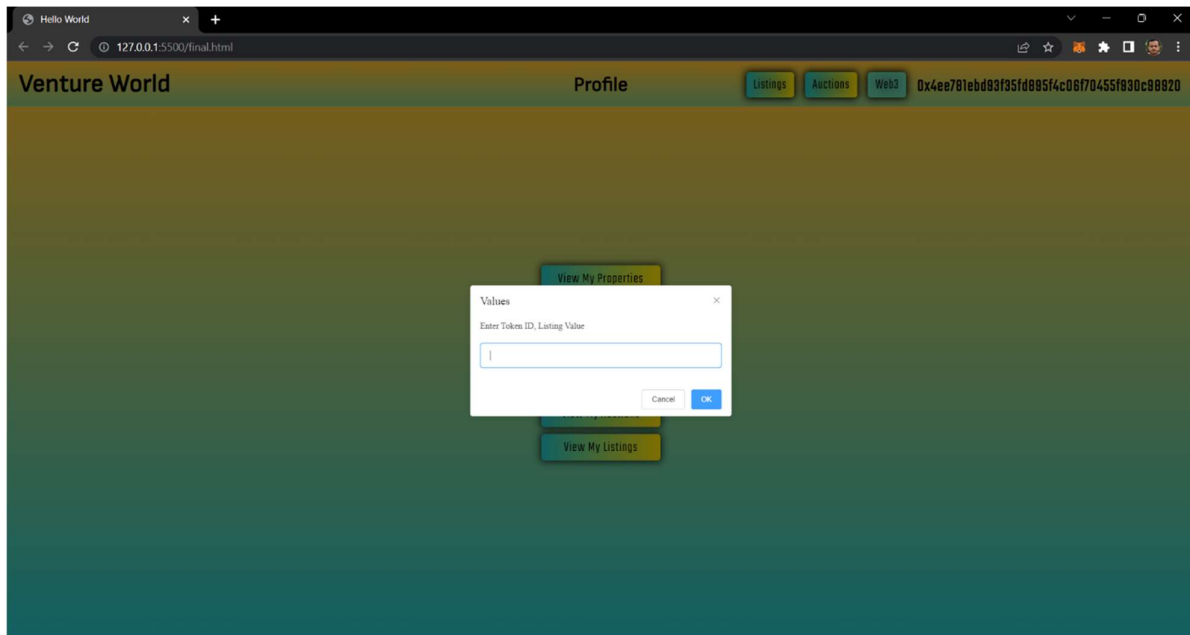 Hello World
127.0.0.1:5500/final.html
Venture World
Profile
Listings
Auctions
Web3
0x4ee781ebd93f35fd895f4c06f70455f930c98920
View My Properties
Values
Enter Token ID, Listing Value
Cancel
OK
View My Listings